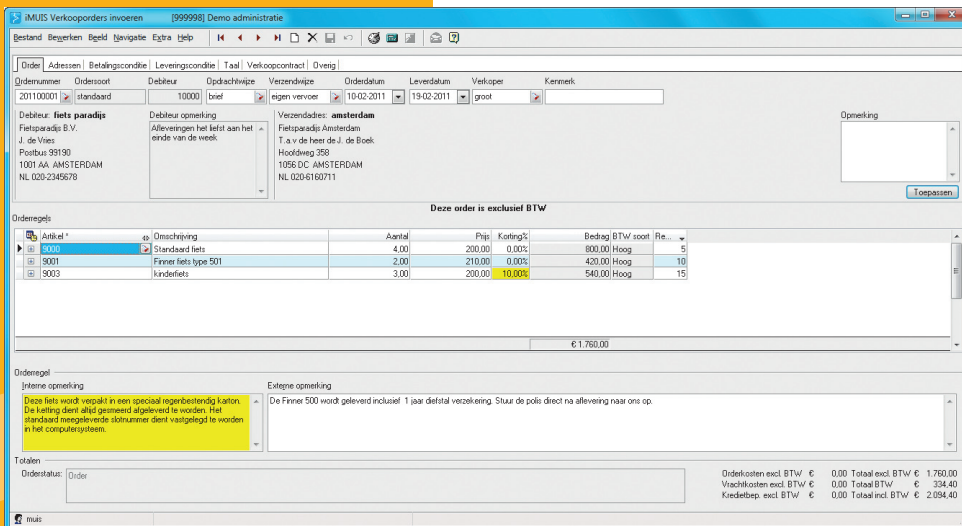 iMUIS Verkooporders invoeren [999998] Demo administratie
Bestand Bewerken Beeld Navigatie Extra Help
Order Adressen Betalingsconditie Leveringsconditie Taal Verkoopcontract Overig
Ordernummer Ordersoort Debiteur Opdrachtwijze Verzendwijze Orderdatum Leverdatum Verkoper Kenmerk
201100001 standaard 10000 brief eigen vervoer 10-02-2011 19-02-2011 groot
Debiteur: fiets paradijs Debiteur opmerking Verzendadres: amsterdam Opmerking
Fietsparadijs B.V. Afleveringen het liefst aan het Fietsparadijs Amsterdam
J. de Vries einde van de week T.a.v de heer de J. de Boek
Postbus 99190 Hoofdweg 358
1001 AA AMSTERDAM 1056 DC AMSTERDAM
NL 020-2345678 NL 020-6160711
Toepassen
Deze order is exclusief BTW
Orderregels
Artikel * Omschrijving Aantal Prijs Korting% Bedrag BTW soort Re...
9000 Standaard fiets 4,00 200,00 0,00% 800,00 Hoog 5
9001 Finner fiets type 501 2,00 210,00 0,00% 420,00 Hoog 10
9003 kinderfiets 3,00 200,00 10,00% 540,00 Hoog 15
€ 1.760,00
Orderregel
Interne opmerking Externe opmerking
Deze fiets wordt verpakt in een speciaal regenbestendig karton. De Finner 500 wordt geleverd inclusief 1 jaar diefstal verzekering. Stuur de polis direct na aflevering naar ons op.
De ketting dient altijd gesmeerd afgeleverd te worden. Het
standaard meegeleverde slotnummer dient vastgelegd te worden
in het computersysteem.
Totalen
Orderstatus: Order Orderkosten excl. BTW € 0,00 Totaal excl. BTW € 1.760,00
Vrachtkosten excl. BTW € 0,00 Totaal BTW € 334,40
Kredietbep. excl. BTW € 0,00 Totaal incl. BTW € 2.094,40
muis